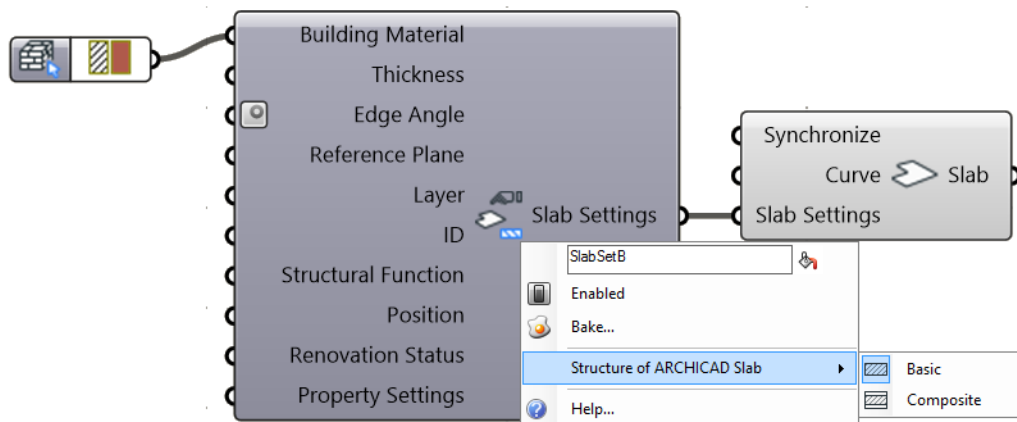 Building Material
Thickness
Edge Angle
Reference Plane
Layer
ID
Structural Function
Position
Renovation Status
Property Settings
Slab Settings
Synchronize
Curve
Slab
Slab Settings
SlabSetB
Enabled
Bake...
Structure of ARCHICAD Slab
Help...
Basic
Composite